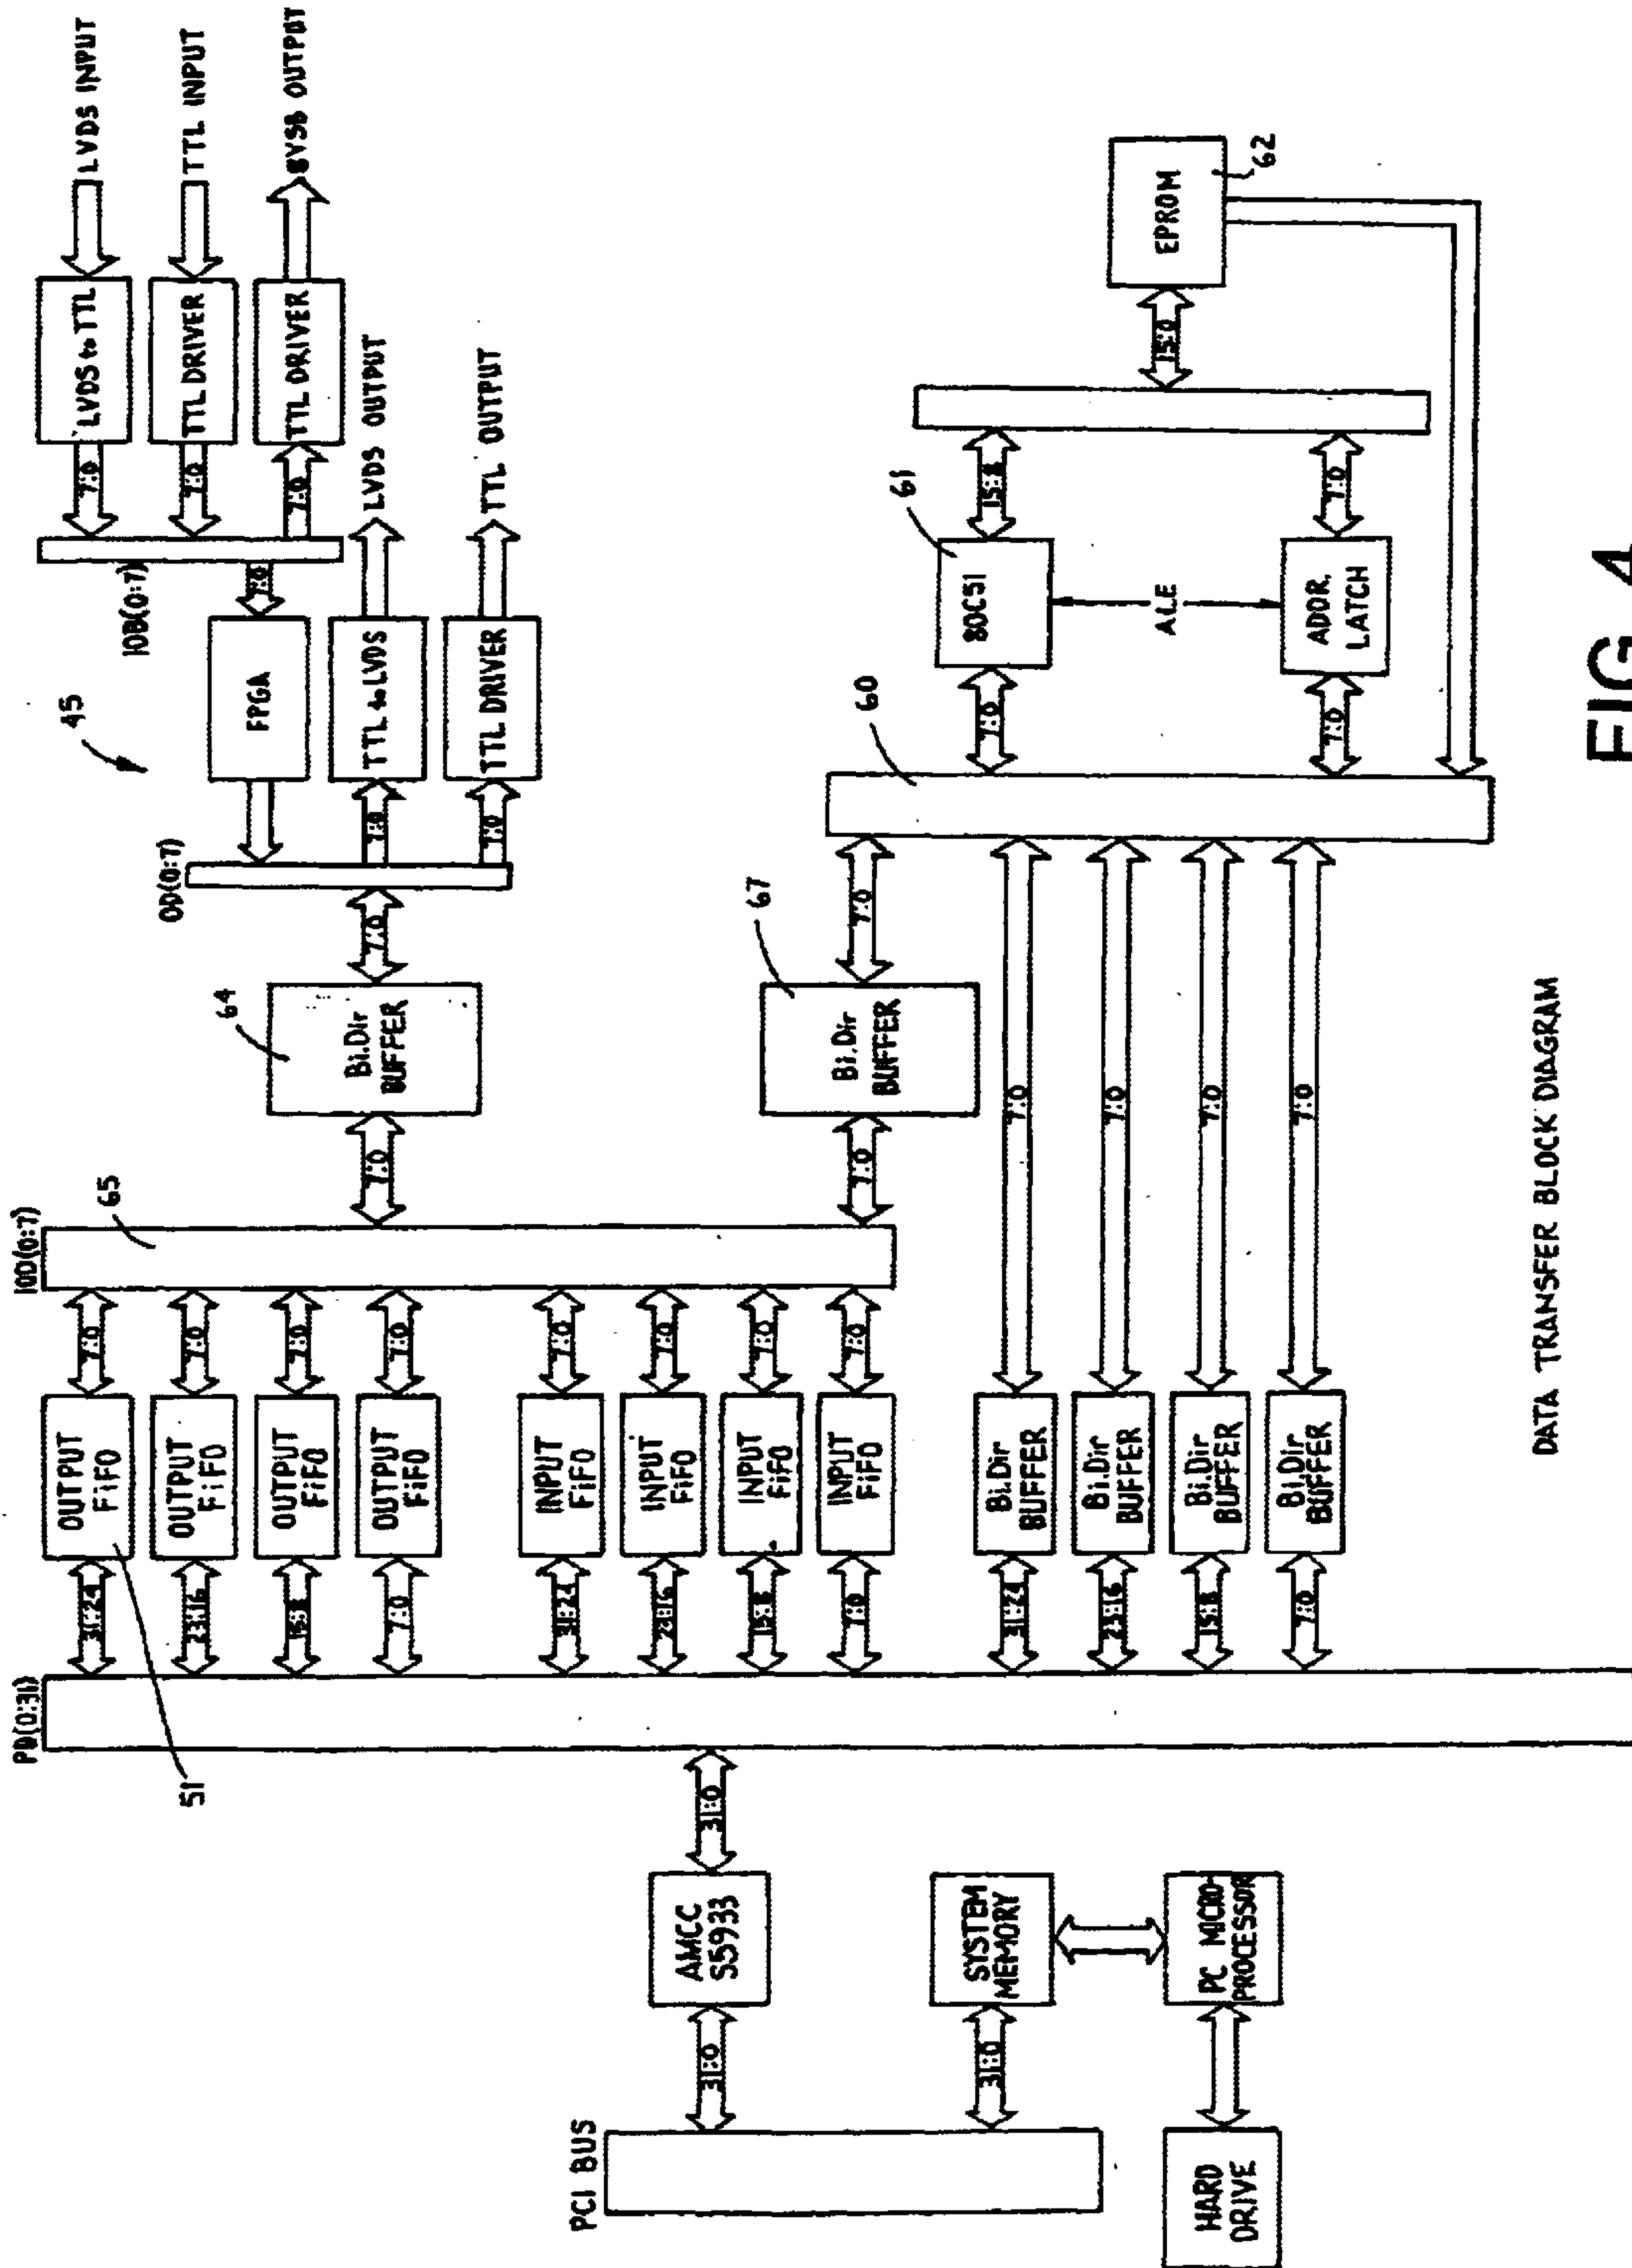 LVDS INPUT
TTL INPUT
BVSB OUTPUT
LVDS to TTL
TTL DRIVER
TTL DRIVER
7:0
7:0
7:0
IOB(0:7)
7:0
LVDS OUTPUT
TTL OUTPUT
45
FPGA
TTL to LVDS
TTL DRIVER
OD(0:7)
7:0
7:0
7:0
64
Bi.Dir
BUFFER
7:0
67
Bi.Dir
BUFFER
7:0
7:0
IOD(0:7)
65
7:0
7:0
7:0
7:0
7:0
7:0
7:0
7:0
OUTPUT
FiFO
OUTPUT
FiFO
OUTPUT
FiFO
OUTPUT
FiFO
INPUT
FiFO
INPUT
FiFO
INPUT
FiFO
INPUT
FiFO
Bi.Dir
BUFFER
Bi.Dir
BUFFER
Bi.Dir
BUFFER
Bi.Dir
BUFFER
7:0
7:0
7:0
7:0
31:24
23:16
15:8
7:0
31:24
23:16
15:8
7:0
31:24
23:16
15:8
7:0
PD(0:31)
51
31:0
AMCC
S5933
31:0
PCI BUS
SYSTEM
MEMORY
31:0
PC MICRO-
PROCESSOR
HARD
DRIVE
60
7:0
7:0
61
80C51
ALE
ADDR.
LATCH
15:8
7:0
15:0
EPROM
62
DATA TRANSFER BLOCK DIAGRAM
FIG. 4